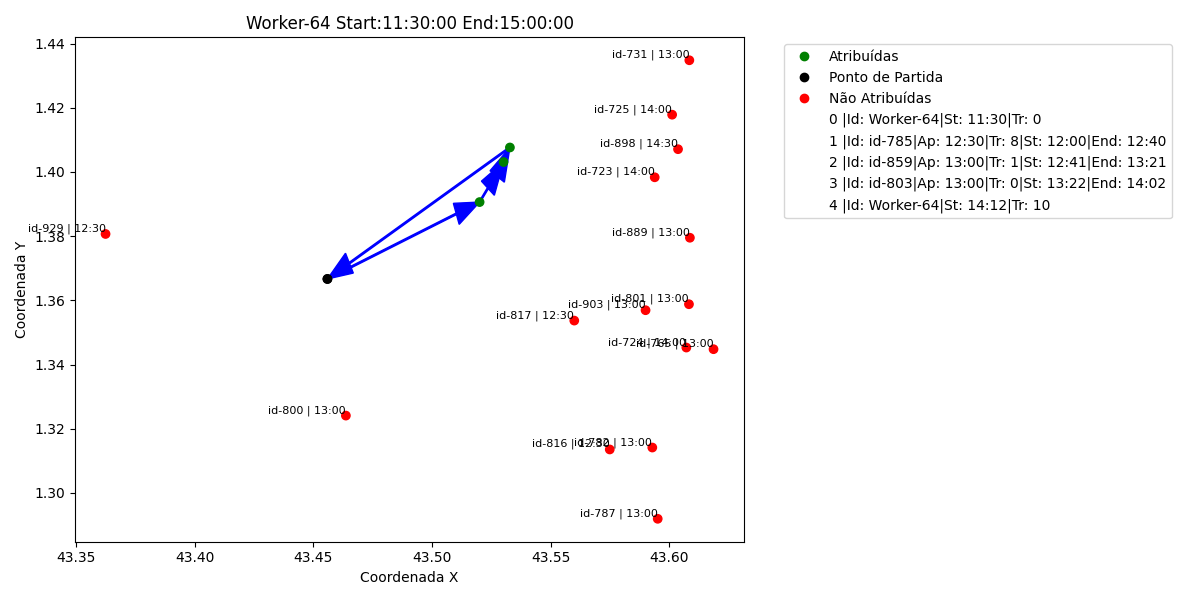 Worker-64 Start:11:30:00 End:15:00:00
1.44
1.42
1.40
1.38
1.36
1.34
1.32
1.30
Coordenada Y
43.35
43.40
43.45
43.50
43.55
43.60
Coordenada X
id-731 | 13:00
id-725 | 14:00
id-898 | 14:30
id-723 | 14:00
id-929 | 12:30
id-889 | 13:00
id-801 | 13:00
id-903 | 13:00
id-817 | 12:30
id-724 | 14:00
id-765 | 13:00
id-800 | 13:00
id-816 | 12:30
id-782 | 13:00
id-787 | 13:00
Atribuídas
Ponto de Partida
Não Atribuídas
0 |Id: Worker-64|St: 11:30|Tr: 0
1 |Id: id-785|Ap: 12:30|Tr: 8|St: 12:00|End: 12:40
2 |Id: id-859|Ap: 13:00|Tr: 1|St: 12:41|End: 13:21
3 |Id: id-803|Ap: 13:00|Tr: 0|St: 13:22|End: 14:02
4 |Id: Worker-64|St: 14:12|Tr: 10